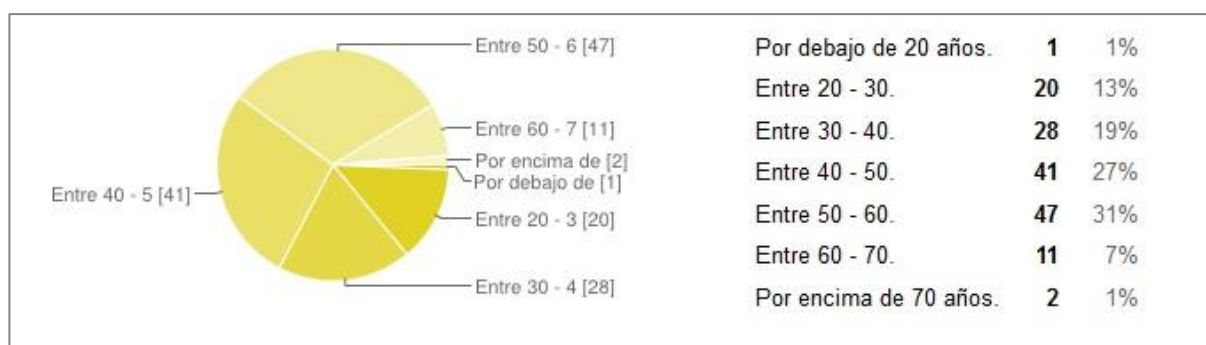 Entre 50 - 6 [47]
Entre 60 - 7 [11]
Por encima de [2]
Por debajo de [1]
Entre 40 - 5 [41]
Entre 20 - 3 [20]
Entre 30 - 4 [28]
Por debajo de 20 años. 1 1%
Entre 20 - 30. 20 13%
Entre 30 - 40. 28 19%
Entre 40 - 50. 41 27%
Entre 50 - 60. 47 31%
Entre 60 - 70. 11 7%
Por encima de 70 años. 2 1%